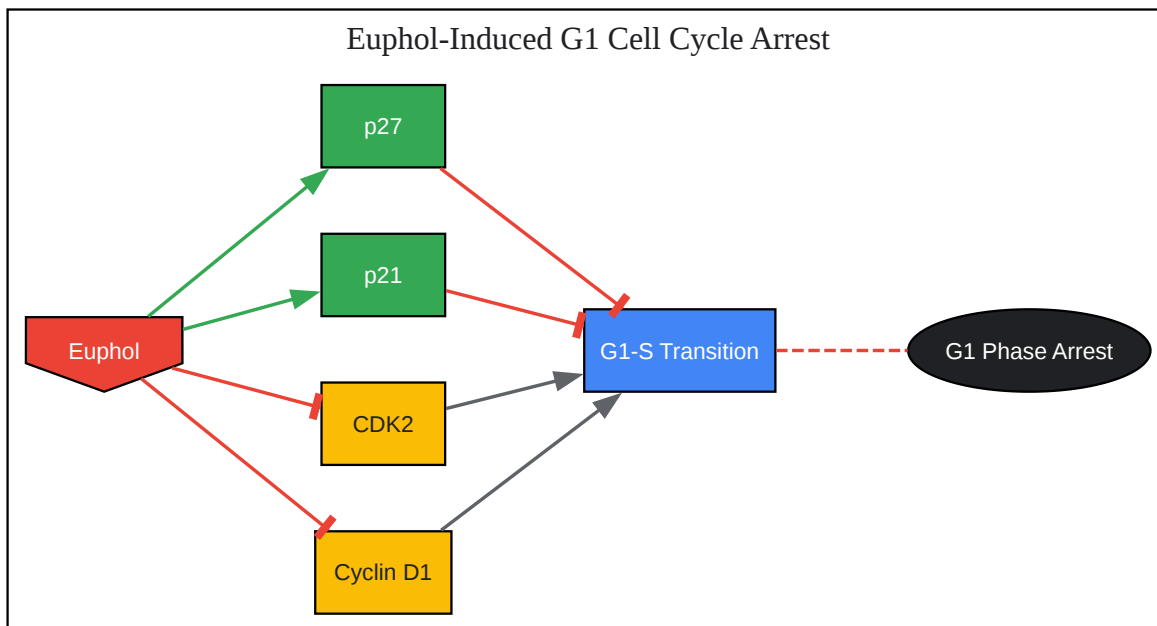 Euphol-Induced G1 Cell Cycle Arrest
p27
p21
Euphol
G1-S Transition
G1 Phase Arrest
CDK2
Cyclin D1